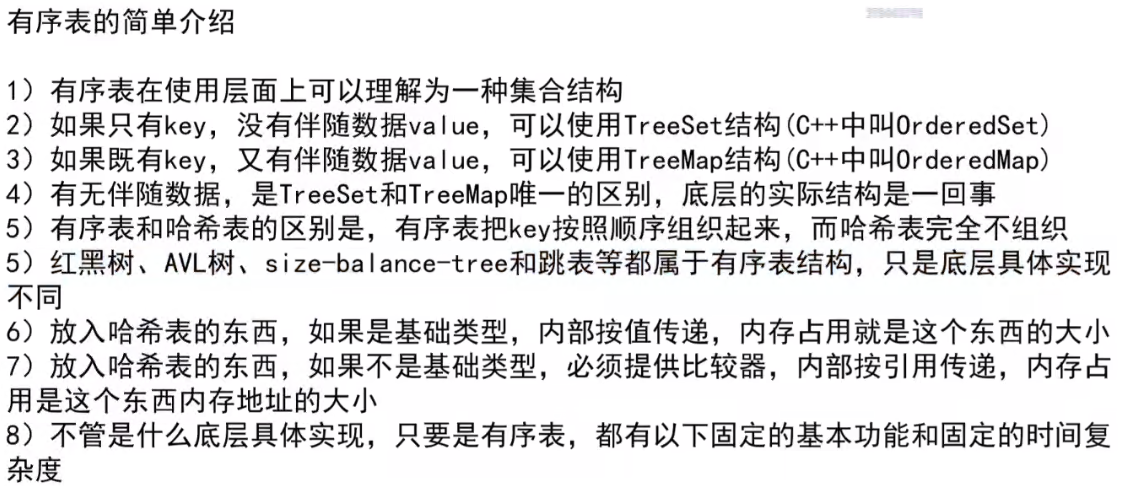 有序表的简单介绍
1）有序表在使用层面上可以理解为一种集合结构
2）如果只有key，没有伴随数据value，可以使用TreeSet结构(C++中叫OrderedSet)
3）如果既有key，又有伴随数据value，可以使用TreeMap结构(C++中叫OrderedMap)
4）有无伴随数据，是TreeSet和TreeMap唯一的区别，底层的实际结构是一回事
5）有序表和哈希表的区别是，有序表把key按照顺序组织起来，而哈希表完全不组织
5）红黑树、AVL树、size-balance-tree和跳表等都属于有序表结构，只是底层具体实现
不同
6）放入哈希表的东西，如果是基础类型，内部按值传递，内存占用就是这个东西的大小
7）放入哈希表的东西，如果不是基础类型，必须提供比较器，内部按引用传递，内存占
用是这个东西内存地址的大小
8）不管是什么底层具体实现，只要是有序表，都有以下固定的基本功能和固定的时间复
杂度